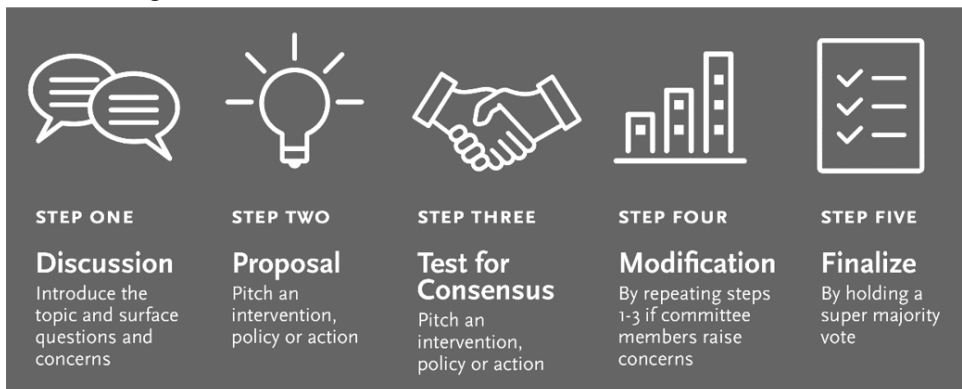 STEP ONE
Discussion
Introduce the
topic and surface
questions and
concerns
STEP TWO
Proposal
Pitch an
intervention,
policy or action
STEP THREE
Test for
Consensus
Pitch an
intervention,
policy or action
STEP FOUR
Modification
By repeating steps
1-3 if committee
members raise
concerns
STEP FIVE
Finalize
By holding a
super majority
vote